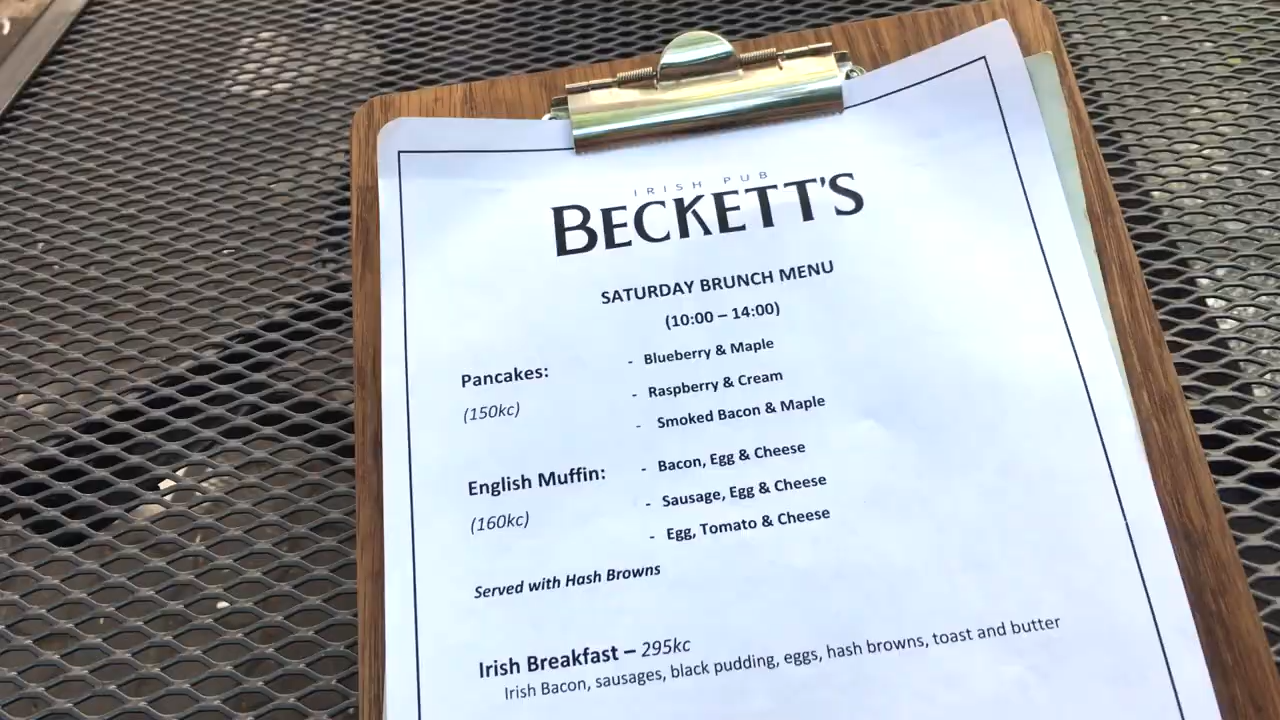 IRISH PUB
BECKETT'S
SATURDAY BRUNCH MENU
(10:00 – 14:00)
Pancakes:
- Blueberry & Maple
(150kc)
- Raspberry & Cream
- Smoked Bacon & Maple
English Muffin:
- Bacon, Egg & Cheese
(160kc)
- Sausage, Egg & Cheese
- Egg, Tomato & Cheese
Served with Hash Browns
Irish Breakfast – 295kc
Irish Bacon, sausages, black pudding, eggs, hash browns, toast and butter